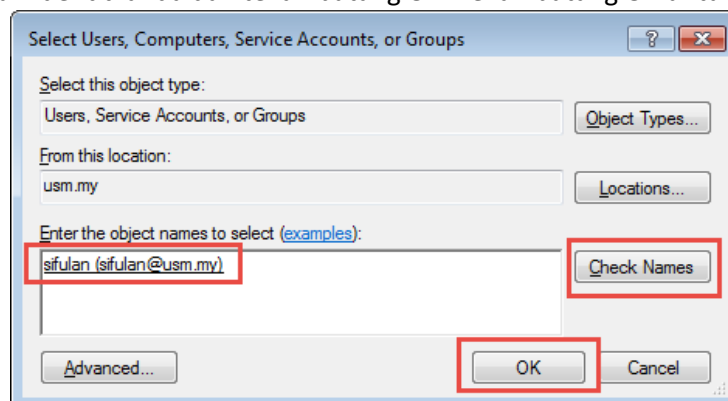 Select Users, Computers, Service Accounts, or Groups
Select this object type:
Users, Service Accounts, or Groups
Object Types...
From this location:
usm.my
Locations...
Enter the object names to select (examples):
sifulan (sifulan@usm.my)
Check Names
Advanced...
OK
Cancel